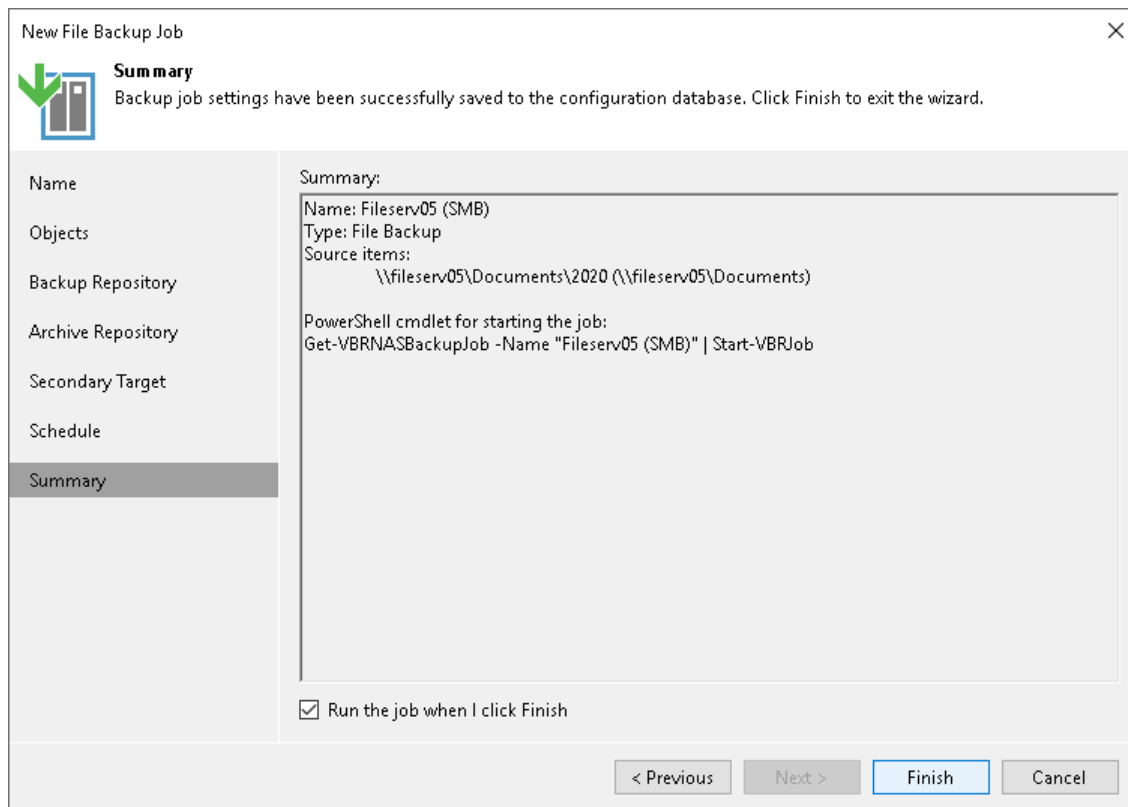 New File Backup Job
Summary
Backup job settings have been successfully saved to the configuration database. Click Finish to exit the wizard.
Name
Objects
Backup Repository
Archive Repository
Secondary Target
Schedule
Summary
Summary:
Name: Fileserv05 (SMB)
Type: File Backup
Source items:
\\fileserv05\Documents\2020 (\\fileserv05\Documents)
PowerShell cmdlet for starting the job:
Get-VBRNASBackupJob -Name "Fileserv05 (SMB)" | Start-VBRJob
Run the job when I click Finish
< Previous
Next >
Finish
Cancel